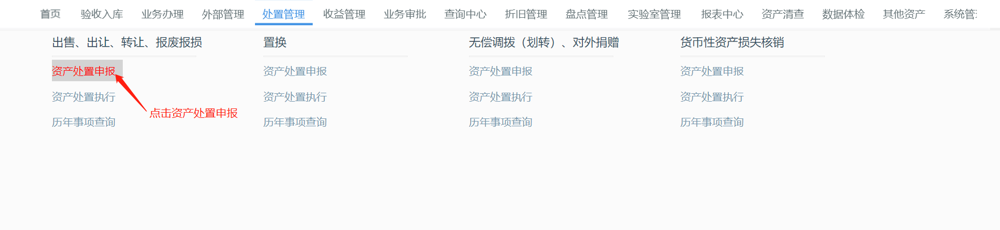 首页 验收入库 业务办理 外部管理 处置管理 收益管理 业务审批 查询中心 折旧管理 盘点管理 实验室管理 报表中心 资产清查 数据体检 其他资产 系统管
出售、出让、转让、报废报损 置换 无偿调拨（划转）、对外捐赠 货币性资产损失核销
资产处置申报 资产处置申报 资产处置申报 资产处置申报
资产处置执行 资产处置执行 资产处置执行 资产处置执行
点击资产处置申报
历年事项查询 历年事项查询 历年事项查询 历年事项查询